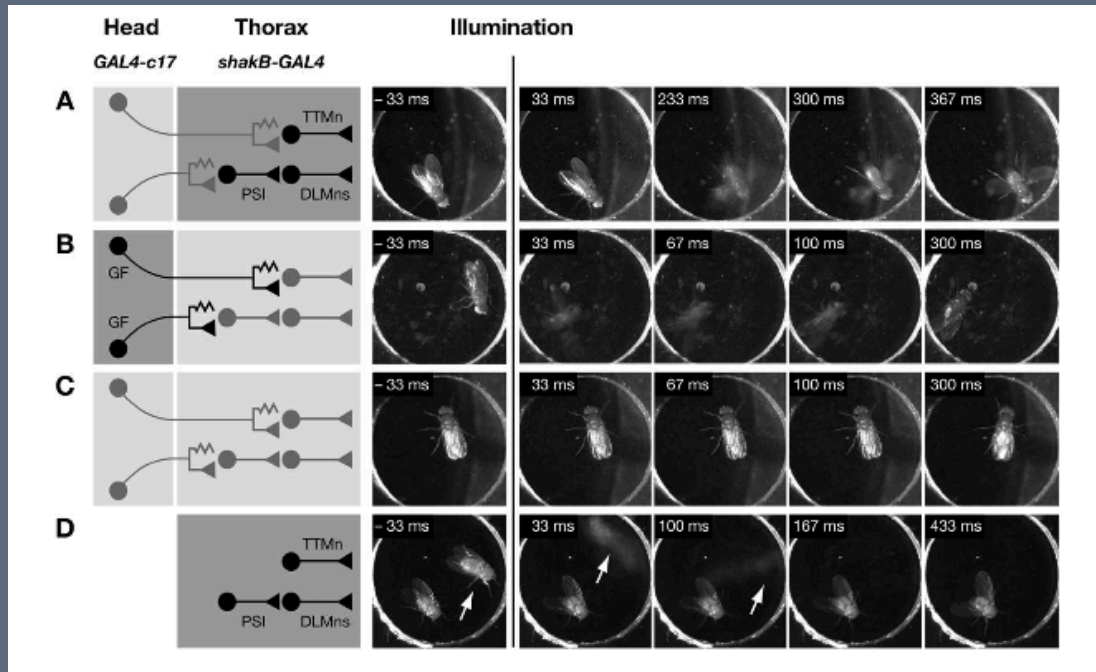 Head Thorax Illumination
GAL4-c17 shakB-GAL4
A
TTMn
PSI DLMns
– 33 ms 33 ms 233 ms 300 ms 367 ms
B
GF
GF
– 33 ms 33 ms 67 ms 100 ms 300 ms
C
– 33 ms 33 ms 67 ms 100 ms 300 ms
D
TTMn
PSI DLMns
– 33 ms 33 ms 100 ms 167 ms 433 ms